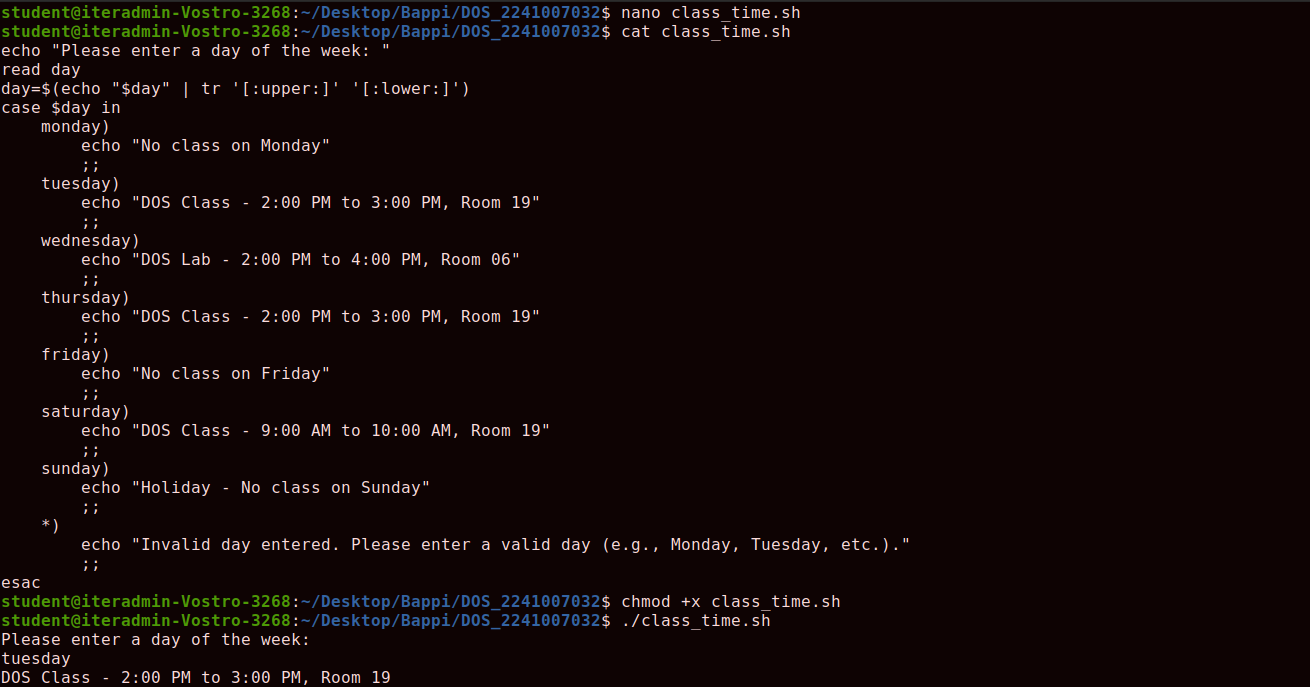 student@iteradmin-Vostro-3268:~/Desktop/Bappi/DOS_2241007032$ nano class_time.sh
student@iteradmin-Vostro-3268:~/Desktop/Bappi/DOS_2241007032$ cat class_time.sh
echo "Please enter a day of the week: "
read day
day=$(echo "$day" | tr '[:upper:]' '[:lower:]')
case $day in
    monday)
        echo "No class on Monday"
        ;;
    tuesday)
        echo "DOS Class - 2:00 PM to 3:00 PM, Room 19"
        ;;
    wednesday)
        echo "DOS Lab - 2:00 PM to 4:00 PM, Room 06"
        ;;
    thursday)
        echo "DOS Class - 2:00 PM to 3:00 PM, Room 19"
        ;;
    friday)
        echo "No class on Friday"
        ;;
    saturday)
        echo "DOS Class - 9:00 AM to 10:00 AM, Room 19"
        ;;
    sunday)
        echo "Holiday - No class on Sunday"
        ;;
    *)
        echo "Invalid day entered. Please enter a valid day (e.g., Monday, Tuesday, etc.)."
        ;;
esac
student@iteradmin-Vostro-3268:~/Desktop/Bappi/DOS_2241007032$ chmod +x class_time.sh
student@iteradmin-Vostro-3268:~/Desktop/Bappi/DOS_2241007032$ ./class_time.sh
Please enter a day of the week:
tuesday
DOS Class - 2:00 PM to 3:00 PM, Room 19